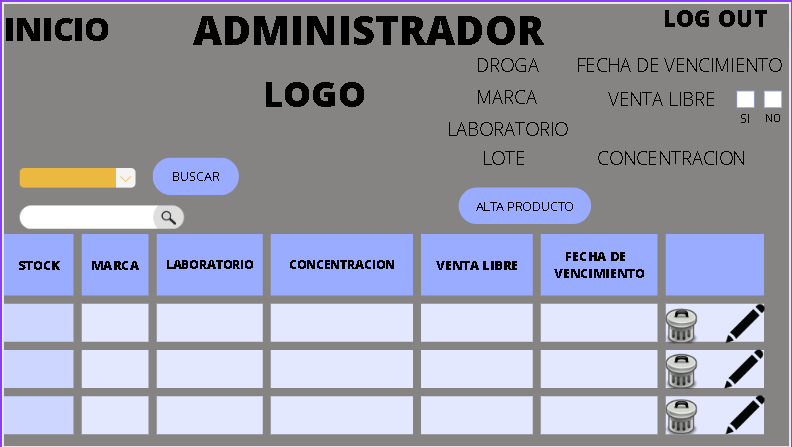 INICIO
ADMINISTRADOR
LOG OUT
LOGO
DROGA
FECHA DE VENCIMIENTO
MARCA
VENTA LIBRE
SI
NO
LABORATORIO
LOTE
CONCENTRACION
BUSCAR
ALTA PRODUCTO
STOCK
MARCA
LABORATORIO
CONCENTRACION
VENTA LIBRE
FECHA DE
VENCIMIENTO